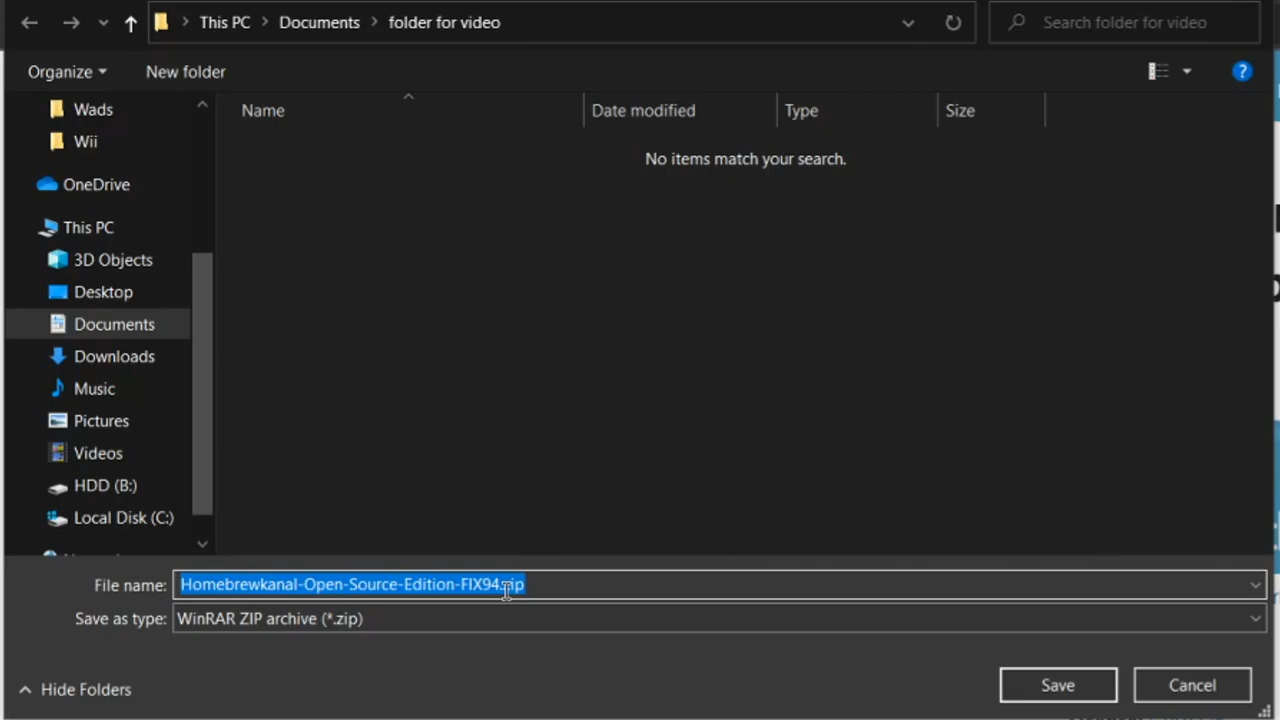 This PC > Documents > folder for video
Search folder for video
Organize
New folder
Wads
Wii
OneDrive
This PC
3D Objects
Desktop
Documents
Downloads
Music
Pictures
Videos
HDD (B:)
Local Disk (C:)
Name
Date modified
Type
Size
No items match your search.
File name: Homebrewkanal-Open-Source-Edition-FIX94.zip
Save as type: WinRAR ZIP archive (*.zip)
Hide Folders
Save
Cancel